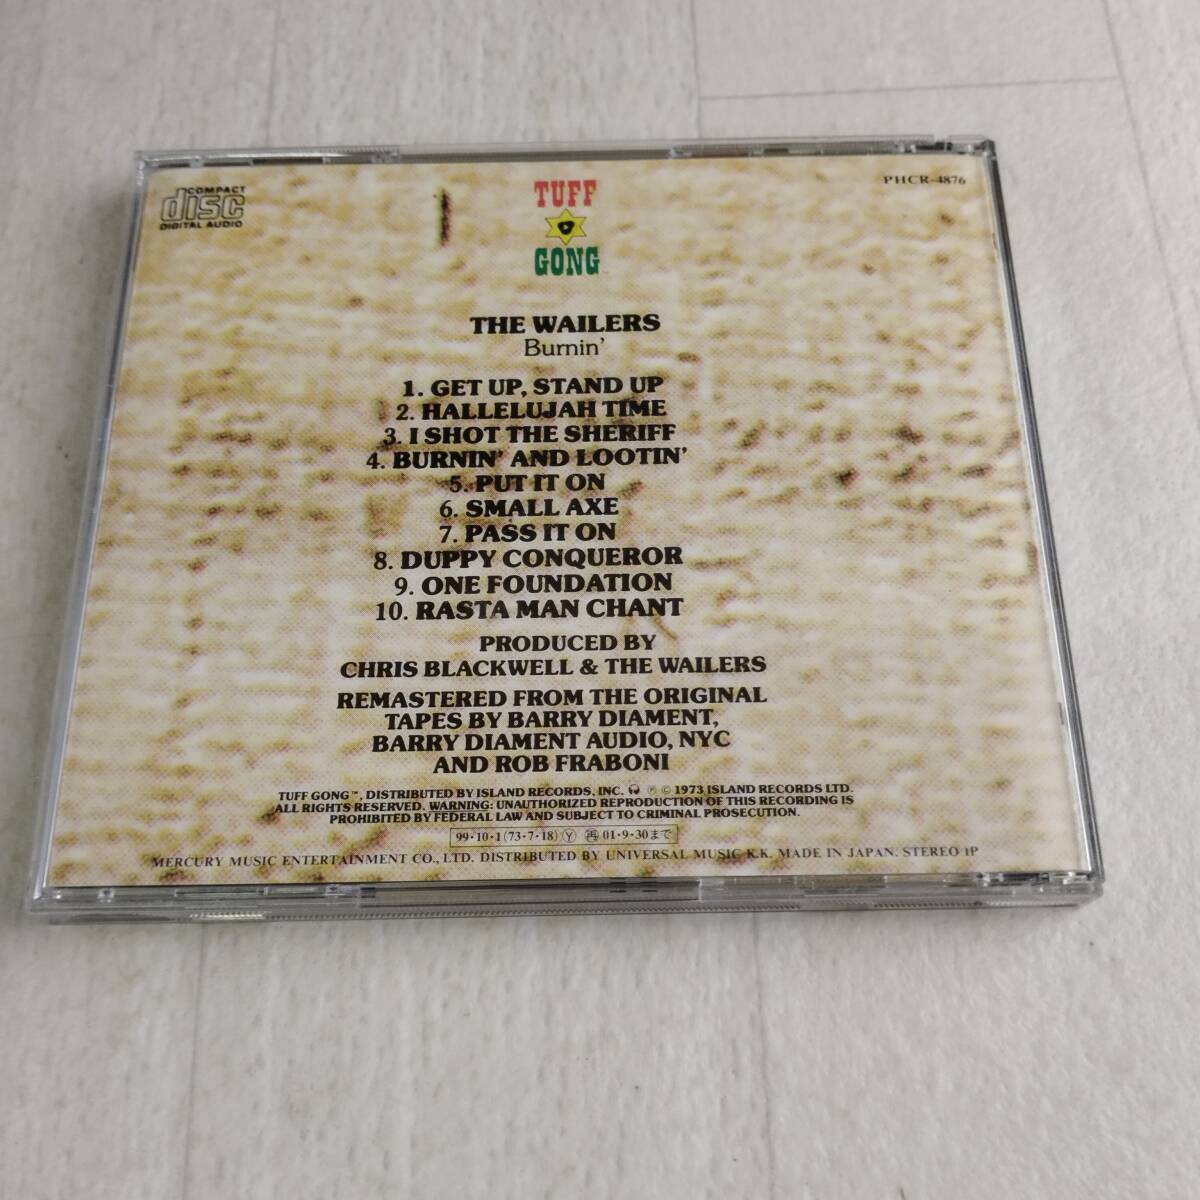 COMPACT
disc
DIGITAL AUDIO
TUFF
GONG
PHCR-4876
THE WAILERS
Burnin'
1. GET UP, STAND UP
2. HALLELUJAH TIME
3. I SHOT THE SHERIFF
4. BURNIN' AND LOOTIN'
5. PUT IT ON
6. SMALL AXE
7. PASS IT ON
8. DUPPY CONQUEROR
9. ONE FOUNDATION
10. RASTA MAN CHANT
PRODUCED BY
CHRIS BLACKWELL & THE WAILERS
REMASTERED FROM THE ORIGINAL
TAPES BY BARRY DIAMENT,
BARRY DIAMENT AUDIO, NYC
AND ROB FRABONI
TUFF GONG™, DISTRIBUTED BY ISLAND RECORDS, INC. ℗ © 1973 ISLAND RECORDS LTD.
ALL RIGHTS RESERVED. WARNING: UNAUTHORIZED REPRODUCTION OF THIS RECORDING IS
PROHIBITED BY FEDERAL LAW AND SUBJECT TO CRIMINAL PROSECUTION.
99・10・1(73・7・18)Ⓨ 再 01・9・30まで
MERCURY MUSIC ENTERTAINMENT CO., LTD. DISTRIBUTED BY UNIVERSAL MUSIC K.K. MADE IN JAPAN. STEREO 1P